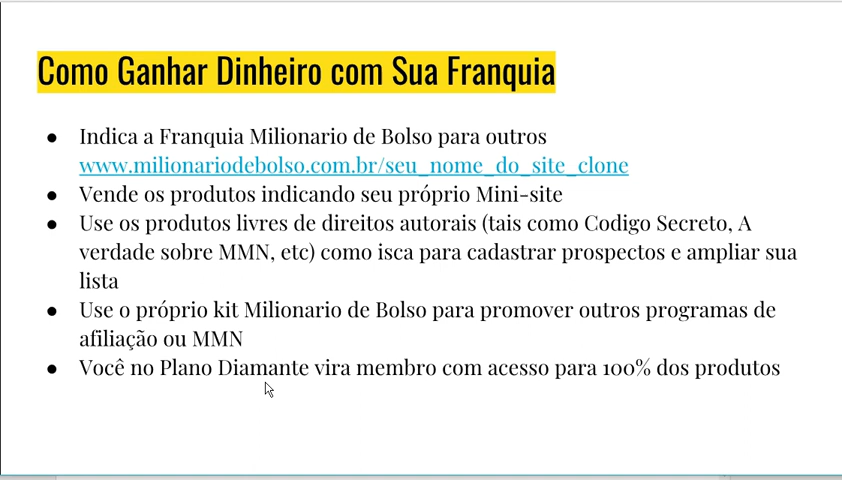 Como Ganhar Dinheiro com Sua Franquia
● Indica a Franquia Milionario de Bolso para outros
www.milionariodebolso.com.br/seu_nome_do_site_clone
● Vende os produtos indicando seu próprio Mini-site
● Use os produtos livres de direitos autorais (tais como Codigo Secreto, A
verdade sobre MMN, etc) como isca para cadastrar prospectos e ampliar sua
lista
● Use o próprio kit Milionario de Bolso para promover outros programas de
afiliação ou MMN
● Você no Plano Diamante vira membro com acesso para 100% dos produtos